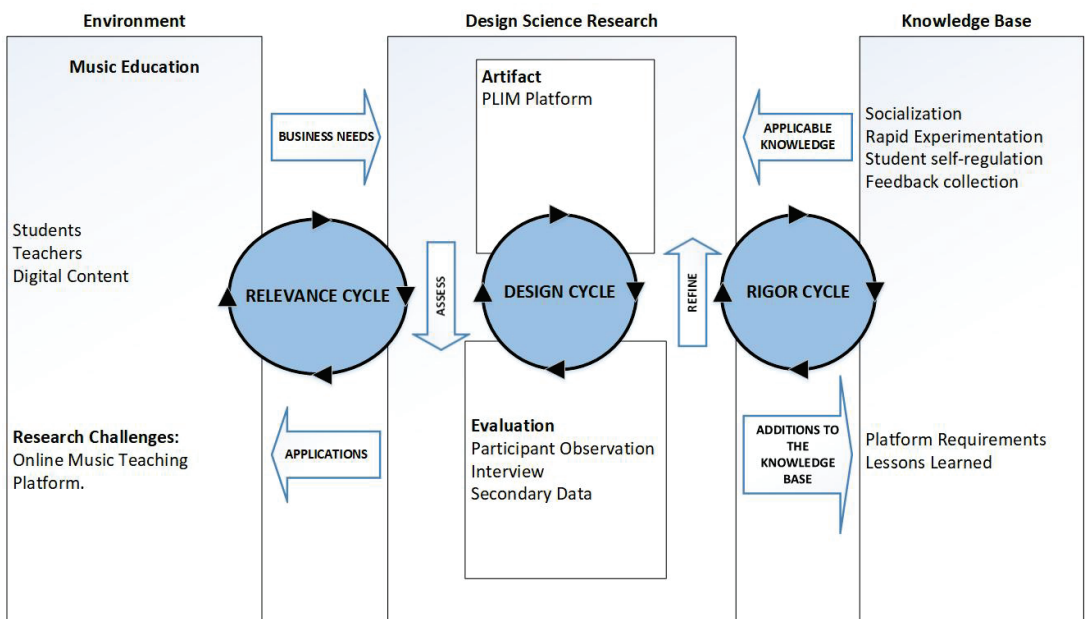 Environment
Music Education
Students
Teachers
Digital Content
Research Challenges:
Online Music Teaching
Platform.
BUSINESS NEEDS
RELEVANCE CYCLE
APPLICATIONS
Design Science Research
Artifact
PLIM Platform
ASSESS
DESIGN CYCLE
REFINE
Evaluation
Participant Observation
Interview
Secondary Data
APPLICABLE
KNOWLEDGE
RIGOR CYCLE
ADDITIONS TO
THE
KNOWLEDGE
BASE
Knowledge Base
Socialization
Rapid Experimentation
Student self-regulation
Feedback collection
Platform Requirements
Lessons Learned